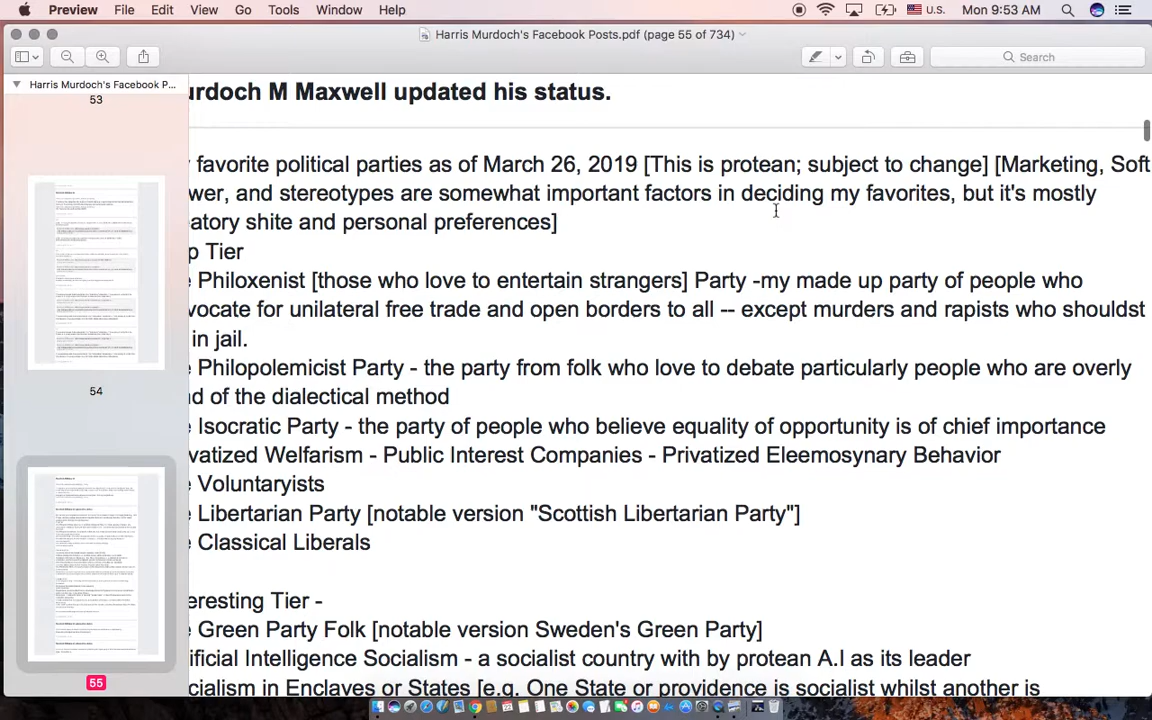 Preview File Edit View Go Tools Window Help U.S. Mon 9:53 AM
Harris Murdoch's Facebook Posts.pdf (page 55 of 734)
Search
Harris Murdoch's Facebook P...
53
54
55
urdoch M Maxwell updated his status.
favorite political parties as of March 26, 2019 [This is protean; subject to change] [Marketing, Soft
wer, and stereotypes are somewhat important factors in deciding my favorites, but it's mostly
eatory shite and personal preferences]
p Tier
e Philoxenist [those who love to entertain strangers] Party -my made up party of people who
vocate for unilateral free trade and open borders to all -- except murders and rapists who shouldst
in jail.
e Philopolemicist Party - the party from folk who love to debate particularly people who are overly
nd of the dialectical method
e Isocratic Party - the party of people who believe equality of opportunity is of chief importance
vatized Welfarism - Public Interest Companies - Privatized Eleemosynary Behavior
e Voluntaryists
e Libertarian Party [notable version "Scottish Libertarian Party"]
e Classical Liberals
eresting Tier -
e Green Party Folk [notable version Sweden's Green Party]
ificial Intelligence Socialism - a socialist country with by protean A.I as its leader
cialism in Enclaves or States [e.g. One State or providence is socialist whilst another is